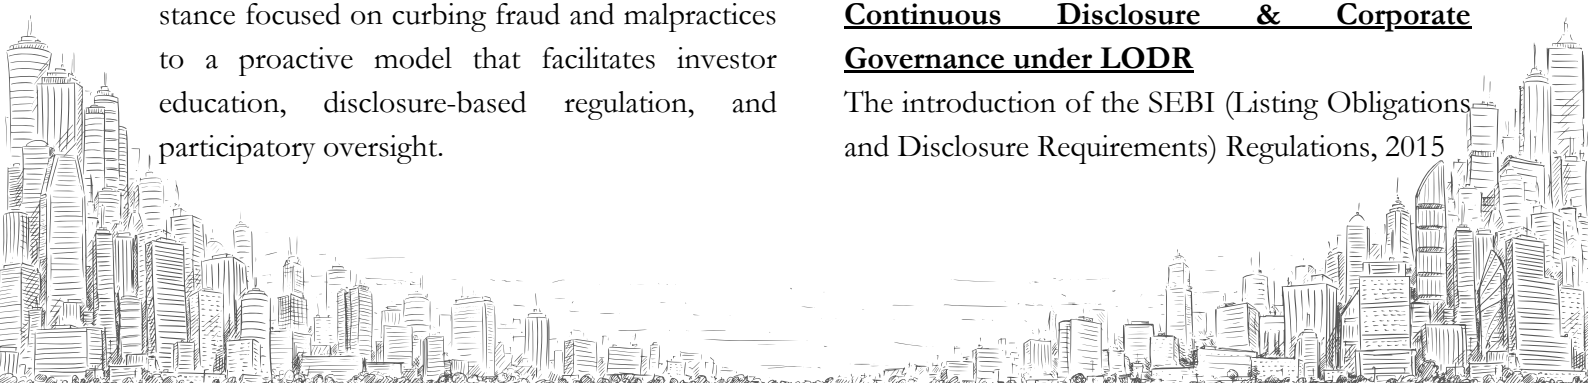 stance focused on curbing fraud and malpractices
to a proactive model that facilitates investor
education, disclosure-based regulation, and
participatory oversight.
Continuous Disclosure & Corporate
Governance under LODR
The introduction of the SEBI (Listing Obligations
and Disclosure Requirements) Regulations, 2015